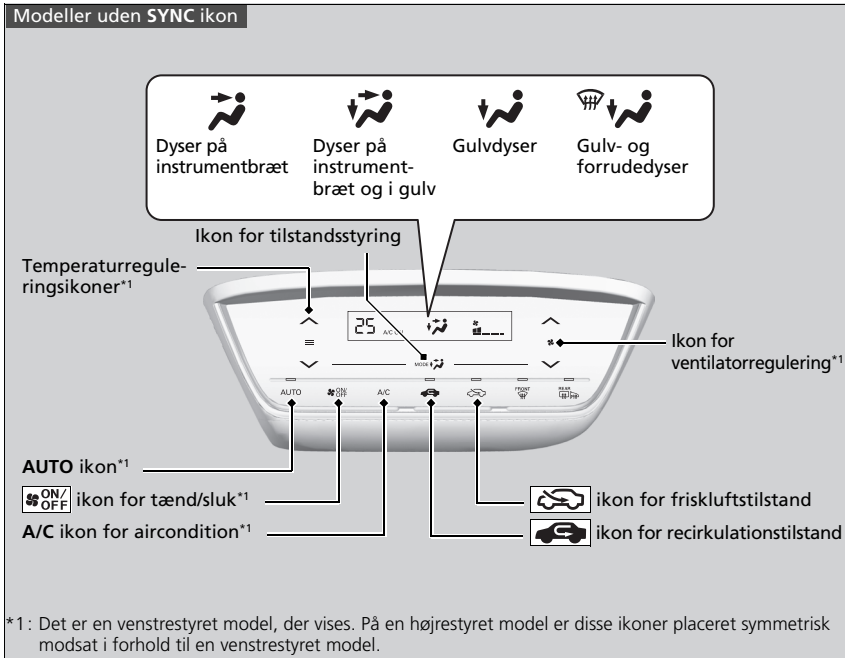 Modeller uden SYNC ikon
Dyser på
instrumentbræt
Dyser på
instrument-
bræt og i gulv
Gulvdyser
Gulv- og
forrudedyser
Ikon for tilstandsstyring
Temperaturregule-
ringsikoner*1
25 A/C ON
Ikon for
ventilatorregulering*1
MODE
AUTO
ON/
OFF
A/C
FRONT
REAR
AUTO ikon*1
ON/
OFF ikon for tænd/sluk*1
A/C ikon for aircondition*1
ikon for friskluftstilstand
ikon for recirkulationstilstand
*1: Det er en venstrestyret model, der vises. På en højrestyret model er disse ikoner placeret symmetrisk
modsat i forhold til en venstrestyret model.